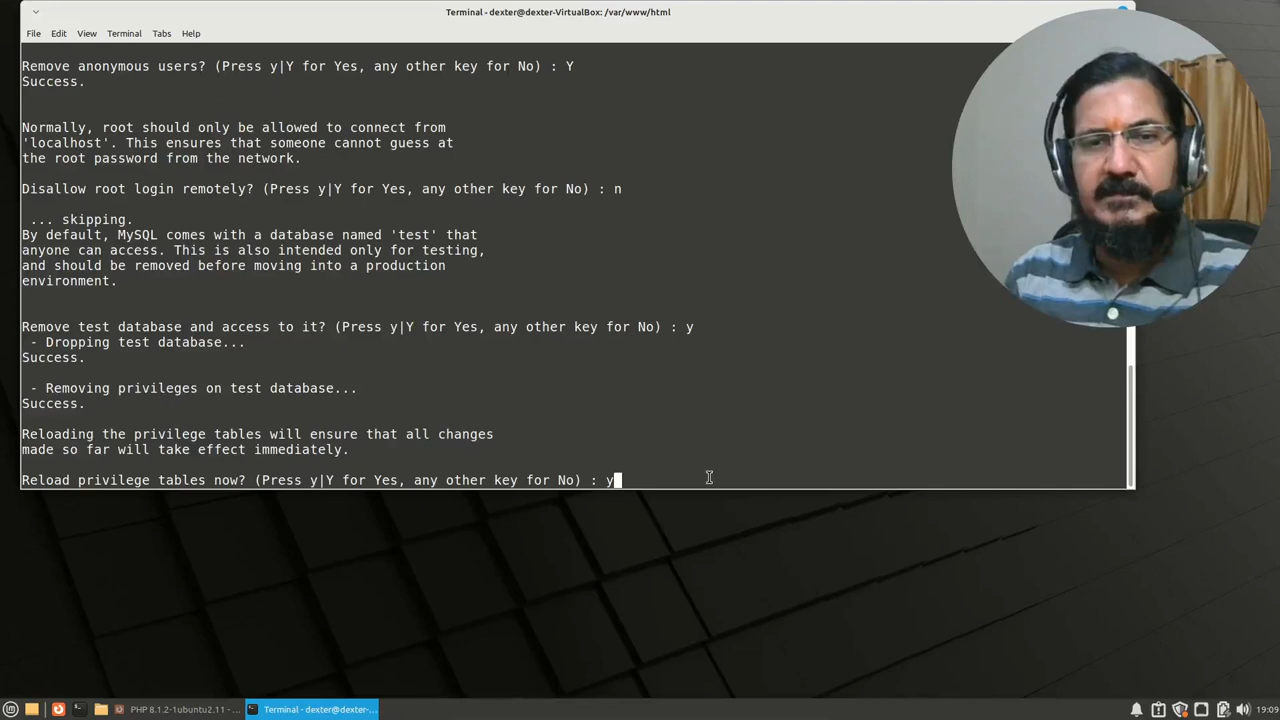 Terminal - dexter@dexter-VirtualBox: /var/www/html
File Edit View Terminal Tabs Help
Remove anonymous users? (Press y|Y for Yes, any other key for No) : Y
Success.
Normally, root should only be allowed to connect from
'localhost'. This ensures that someone cannot guess at
the root password from the network.
Disallow root login remotely? (Press y|Y for Yes, any other key for No) : n
... skipping.
By default, MySQL comes with a database named 'test' that
anyone can access. This is also intended only for testing,
and should be removed before moving into a production
environment.
Remove test database and access to it? (Press y|Y for Yes, any other key for No) : y
- Dropping test database...
Success.
- Removing privileges on test database...
Success.
Reloading the privilege tables will ensure that all changes
made so far will take effect immediately.
Reload privilege tables now? (Press y|Y for Yes, any other key for No) : y
PHP 8.1.2-1ubuntu2.11 - ...
Terminal - dexter@dexter-...
19:09